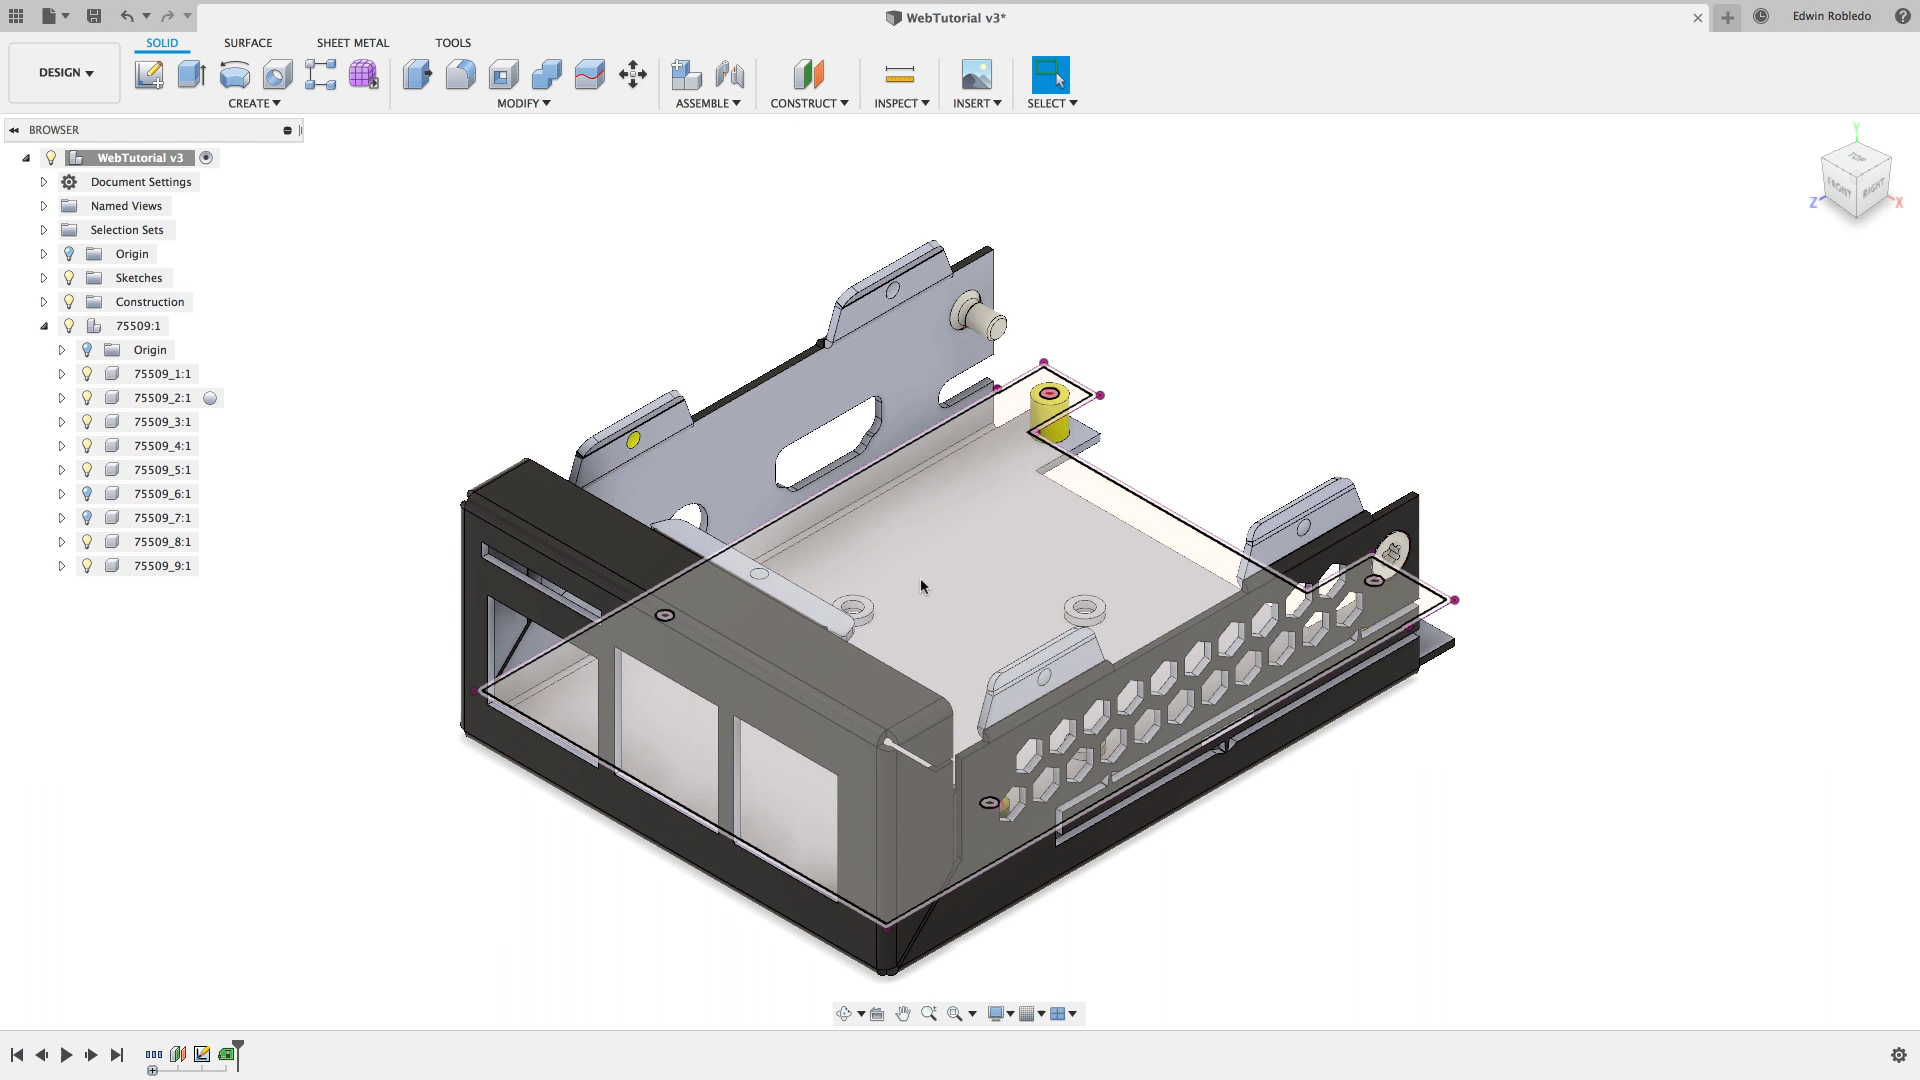 WebTutorial v3*
Edwin Robledo
SOLID SURFACE SHEET METAL TOOLS
DESIGN
CREATE MODIFY ASSEMBLE CONSTRUCT INSPECT INSERT SELECT
BROWSER
WebTutorial v3
Document Settings
Named Views
Selection Sets
Origin
Sketches
Construction
75509:1
Origin
75509_1:1
75509_2:1
75509_3:1
75509_4:1
75509_5:1
75509_6:1
75509_7:1
75509_8:1
75509_9:1
Y
TOP
FRONT RIGHT
Z X